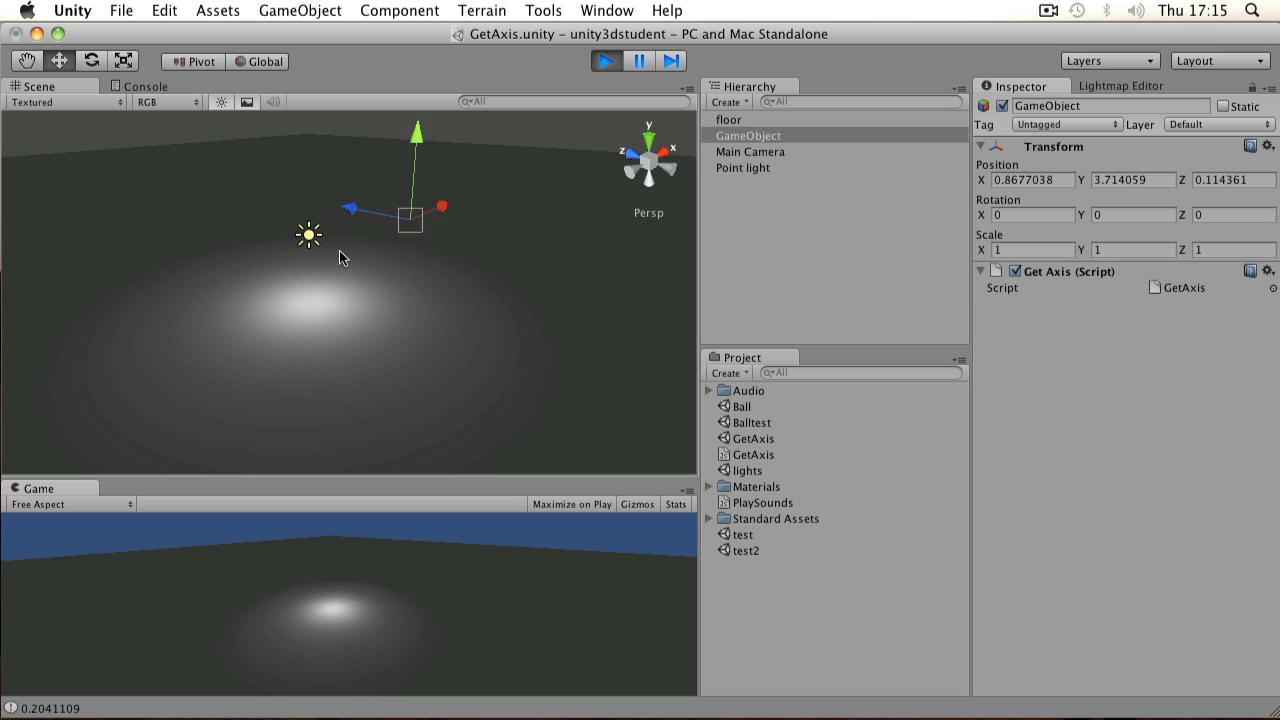 Unity File Edit Assets GameObject Component Terrain Tools Window Help Thu 17:15
GetAxis.unity – unity3dstudent – PC and Mac Standalone
Pivot Global Layers Layout
Scene Console
Textured RGB All
y
z x
Persp
Hierarchy
Create All
floor
GameObject
Main Camera
Point light
Inspector Lightmap Editor
GameObject Static
Tag Untagged Layer Default
Transform
Position
X 0.8677038 Y 3.714059 Z 0.114361
Rotation
X 0 Y 0 Z 0
Scale
X 1 Y 1 Z 1
Get Axis (Script)
Script GetAxis
Project
Create All
Audio
Ball
Balltest
GetAxis
GetAxis
lights
Materials
PlaySounds
Standard Assets
test
test2
Game
Free Aspect Maximize on Play Gizmos Stats
0.2041109